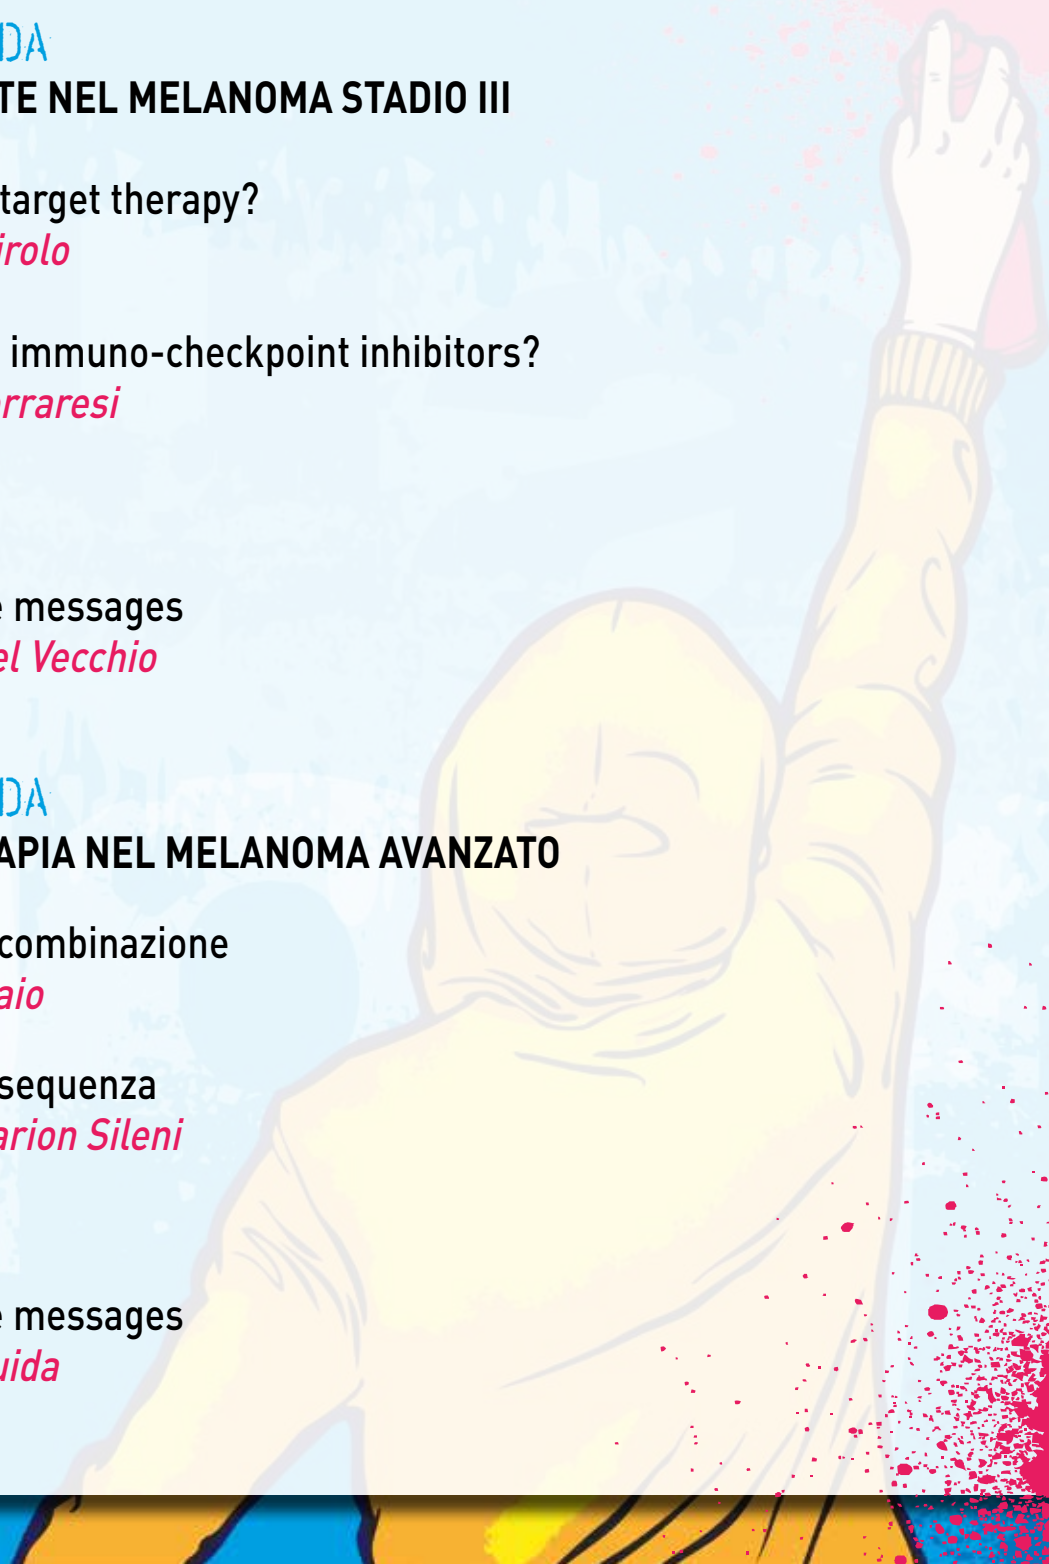 DA
TE NEL MELANOMA STADIO III
target therapy?
irolo
immuno-checkpoint inhibitors?
rraresi
e messages
el Vecchio
DA
APIA NEL MELANOMA AVANZATO
combinazione
aio
sequenza
arion Sileni
e messages
uida